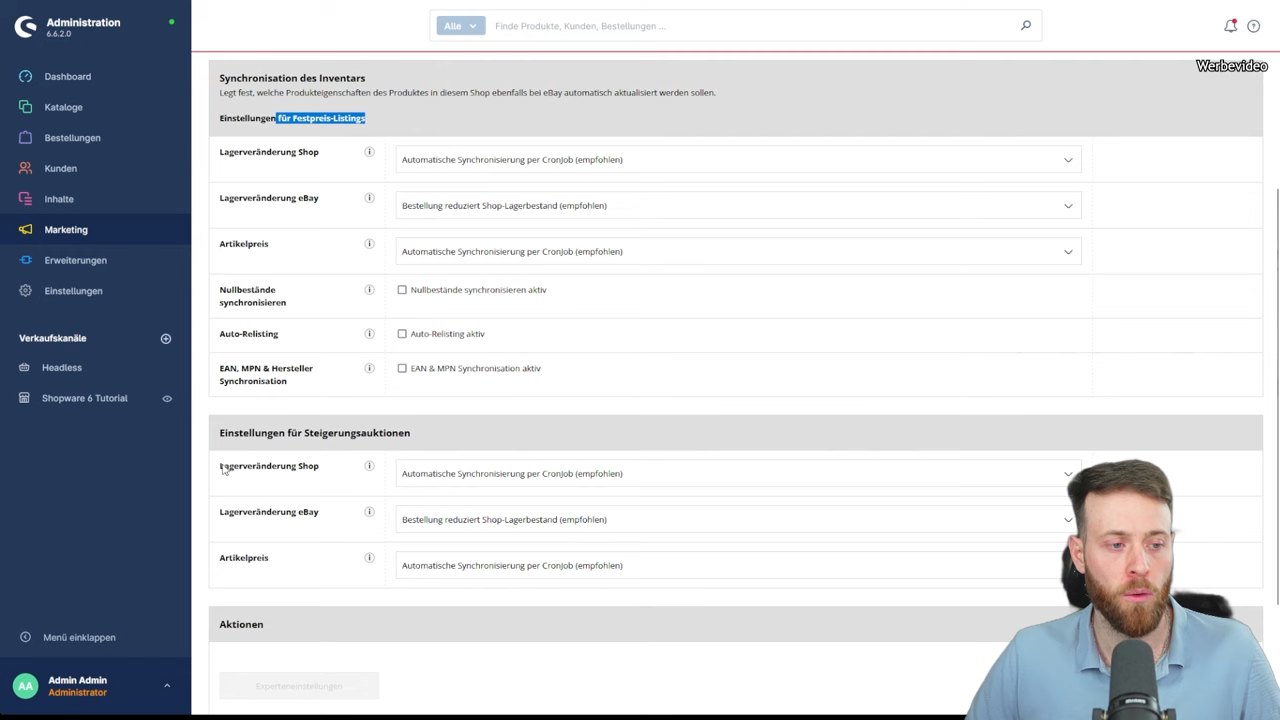 Administration
6.6.2.0
Alle
Finde Produkte, Kunden, Bestellungen ...
Werbevideo
Dashboard
Kataloge
Bestellungen
Kunden
Inhalte
Marketing
Erweiterungen
Einstellungen
Verkaufskanäle
Headless
Shopware 6 Tutorial
Menü einklappen
AA
Admin Admin
Administrator
Synchronisation des Inventars
Legt fest, welche Produkteigenschaften des Produktes in diesem Shop ebenfalls bei eBay automatisch aktualisiert werden sollen.
Einstellungen für Festpreis-Listings
Lagerveränderung Shop
Automatische Synchronisierung per CronJob (empfohlen)
Lagerveränderung eBay
Bestellung reduziert Shop-Lagerbestand (empfohlen)
Artikelpreis
Automatische Synchronisierung per CronJob (empfohlen)
Nullbestände
synchronisieren
Nullbestände synchronisieren aktiv
Auto-Relisting
Auto-Relisting aktiv
EAN, MPN & Hersteller
Synchronisation
EAN & MPN Synchronisation aktiv
Einstellungen für Steigerungsauktionen
Lagerveränderung Shop
Automatische Synchronisierung per CronJob (empfohlen)
Lagerveränderung eBay
Bestellung reduziert Shop-Lagerbestand (empfohlen)
Artikelpreis
Automatische Synchronisierung per CronJob (empfohlen)
Aktionen
Experteneinstellungen